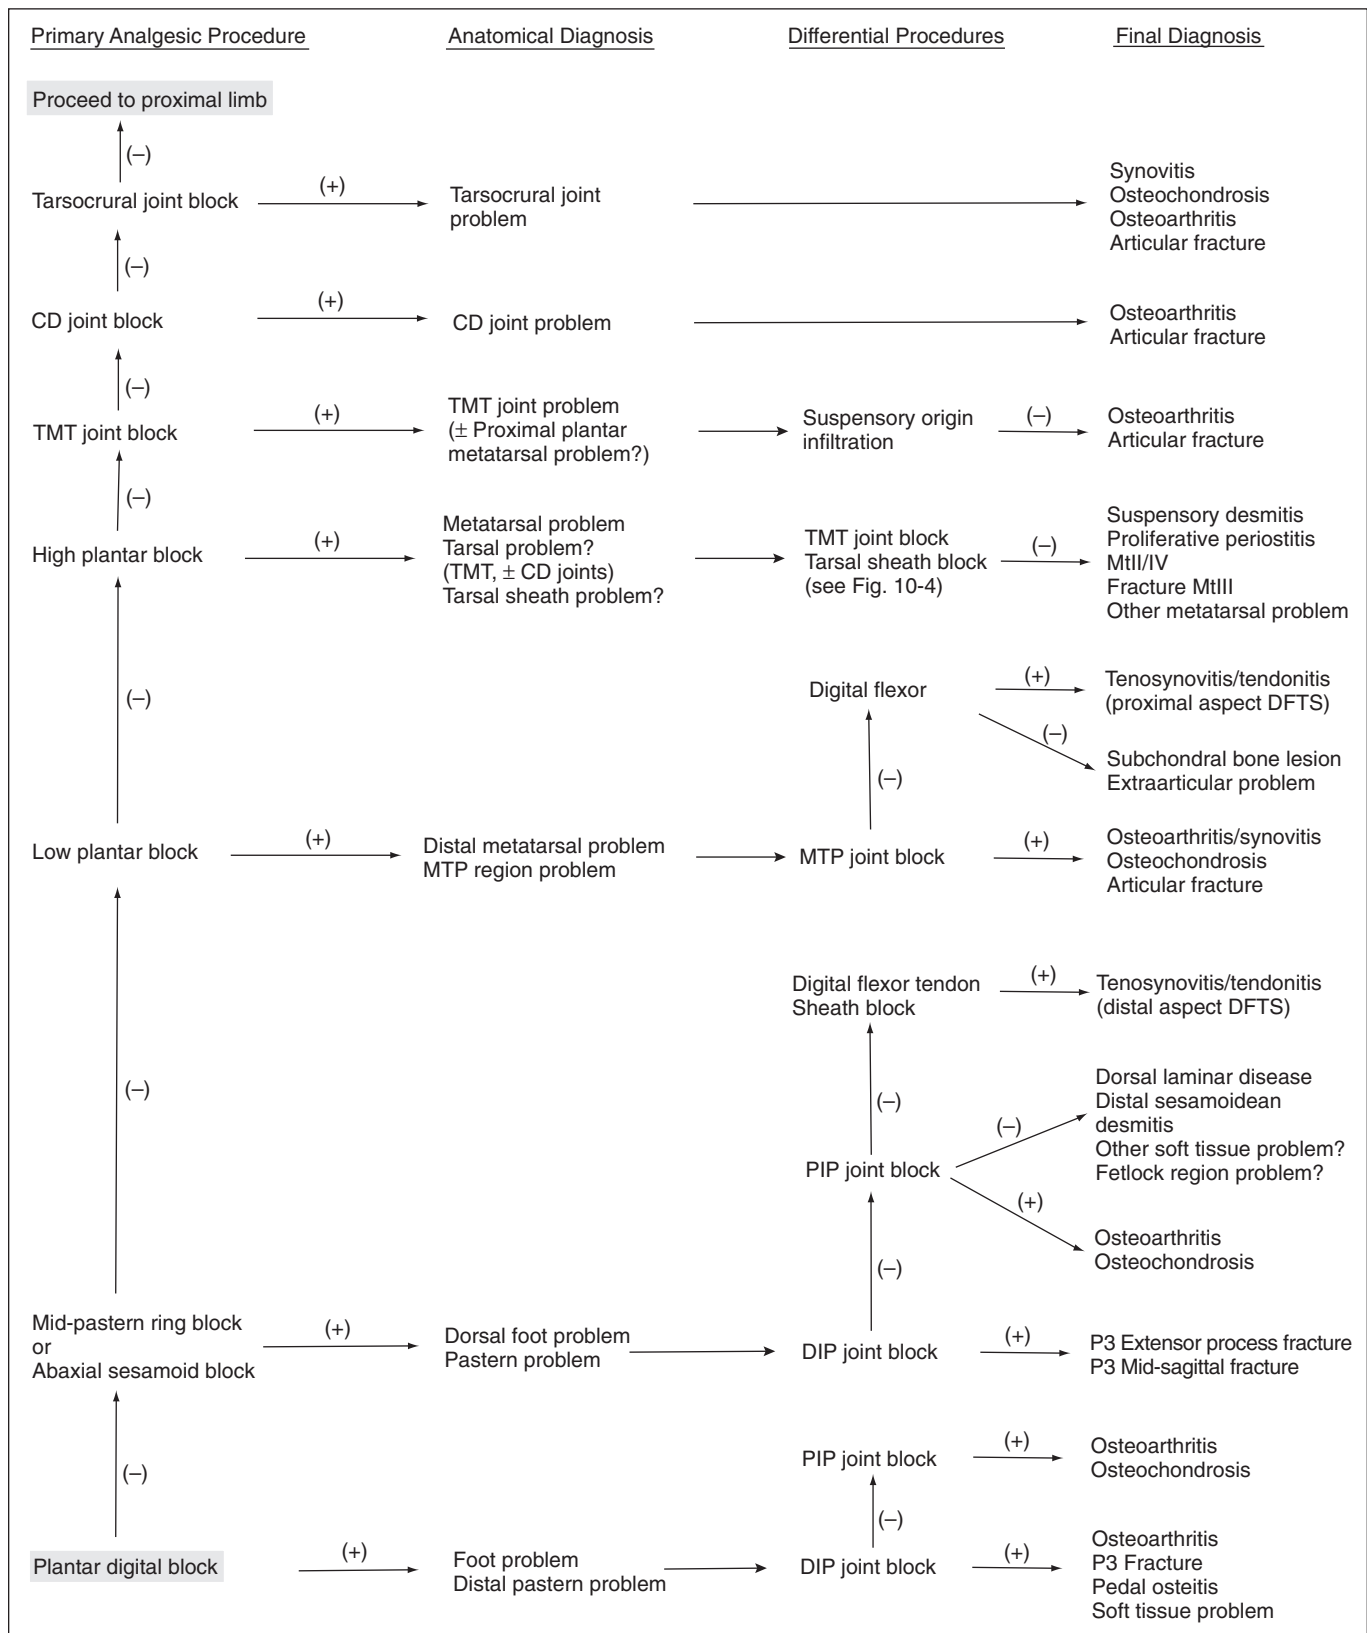 Primary Analgesic Procedure
Anatomical Diagnosis
Differential Procedures
Final Diagnosis
Proceed to proximal limb
(–)
Tarsocrural joint block
(+)
Tarsocrural joint
problem
Synovitis
Osteochondrosis
Osteoarthritis
Articular fracture
(–)
CD joint block
(+)
CD joint problem
Osteoarthritis
Articular fracture
(–)
TMT joint block
(+)
TMT joint problem
(± Proximal plantar
metatarsal problem?)
Suspensory origin
infiltration
(–)
Osteoarthritis
Articular fracture
(–)
High plantar block
(+)
Metatarsal problem
Tarsal problem?
(TMT, ± CD joints)
Tarsal sheath problem?
TMT joint block
Tarsal sheath block
(see Fig. 10-4)
(–)
Suspensory desmitis
Proliferative periostitis
MtII/IV
Fracture MtIII
Other metatarsal problem
(–)
Digital flexor
(+)
Tenosynovitis/tendonitis
(proximal aspect DFTS)
(–)
Subchondral bone lesion
Extraarticular problem
(–)
Low plantar block
(+)
Distal metatarsal problem
MTP region problem
MTP joint block
(+)
Osteoarthritis/synovitis
Osteochondrosis
Articular fracture
(–)
Digital flexor tendon
Sheath block
(+)
Tenosynovitis/tendonitis
(distal aspect DFTS)
(–)
PIP joint block
(–)
Dorsal laminar disease
Distal sesamoidean
desmitis
Other soft tissue problem?
Fetlock region problem?
(+)
Osteoarthritis
Osteochondrosis
(–)
Mid-pastern ring block
or
Abaxial sesamoid block
(+)
Dorsal foot problem
Pastern problem
DIP joint block
(+)
P3 Extensor process fracture
P3 Mid-sagittal fracture
(–)
PIP joint block
(+)
Osteoarthritis
Osteochondrosis
(–)
Plantar digital block
(+)
Foot problem
Distal pastern problem
DIP joint block
(+)
Osteoarthritis
P3 Fracture
Pedal osteitis
Soft tissue problem